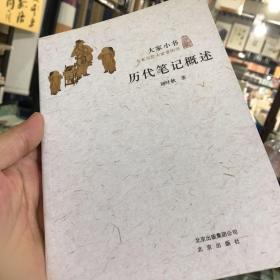 大家小书
历代笔记概述
刘叶秋 著
北京出版集团公司
北京出版社